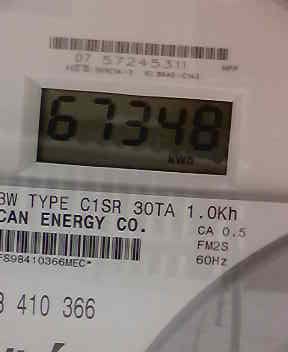 07 57245311
67348
kWh
3W TYPE C1SR 30TA 1.0Kh
CAN ENERGY CO. CA 0.5
FM2S
*F898410366MEC* 60Hz
8 410 366